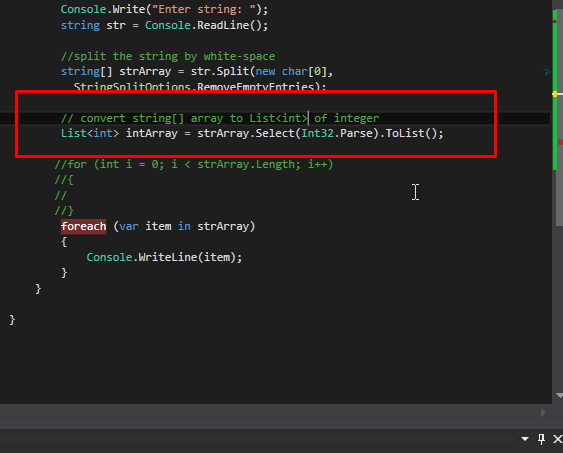 Console.Write("Enter string: ");
string str = Console.ReadLine();
//split the string by white-space
string[] strArray = str.Split(new char[0],
StringSplitOptions.RemoveEmptyEntries);
// convert string[] array to List<int> of integer
List<int> intArray = strArray.Select(Int32.Parse).ToList();
//for (int i = 0; i < strArray.Length; i++)
//{
//
//}
foreach (var item in strArray)
{
Console.WriteLine(item);
}
}
}